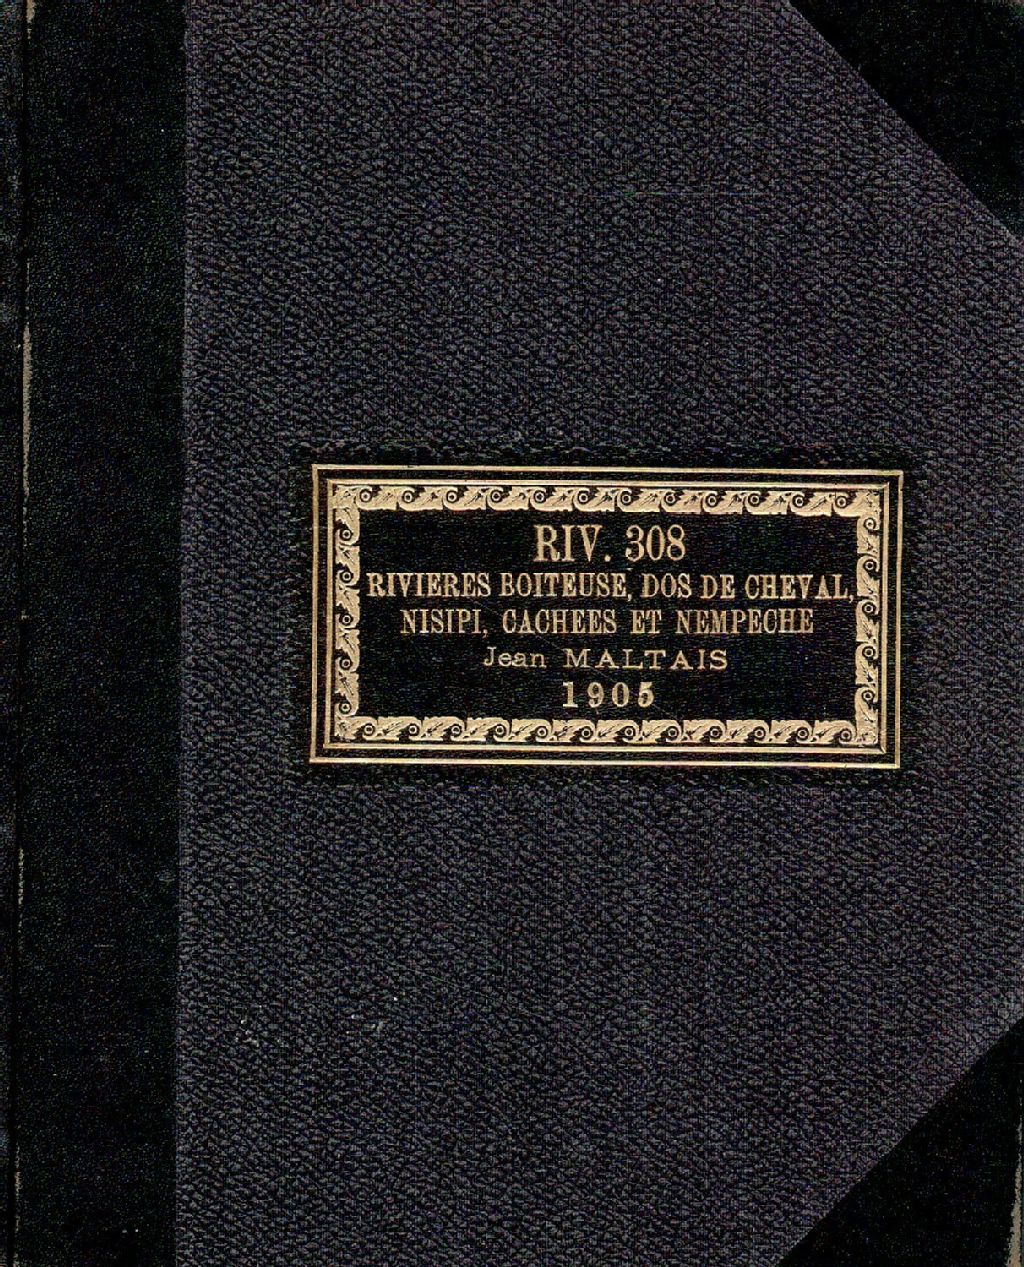 RIV. 308
RIVIERES BOITEUSE, DOS DE CHEVAL,
NISIPI, CACHEES ET NEMPECHE
Jean MALTAIS
1905